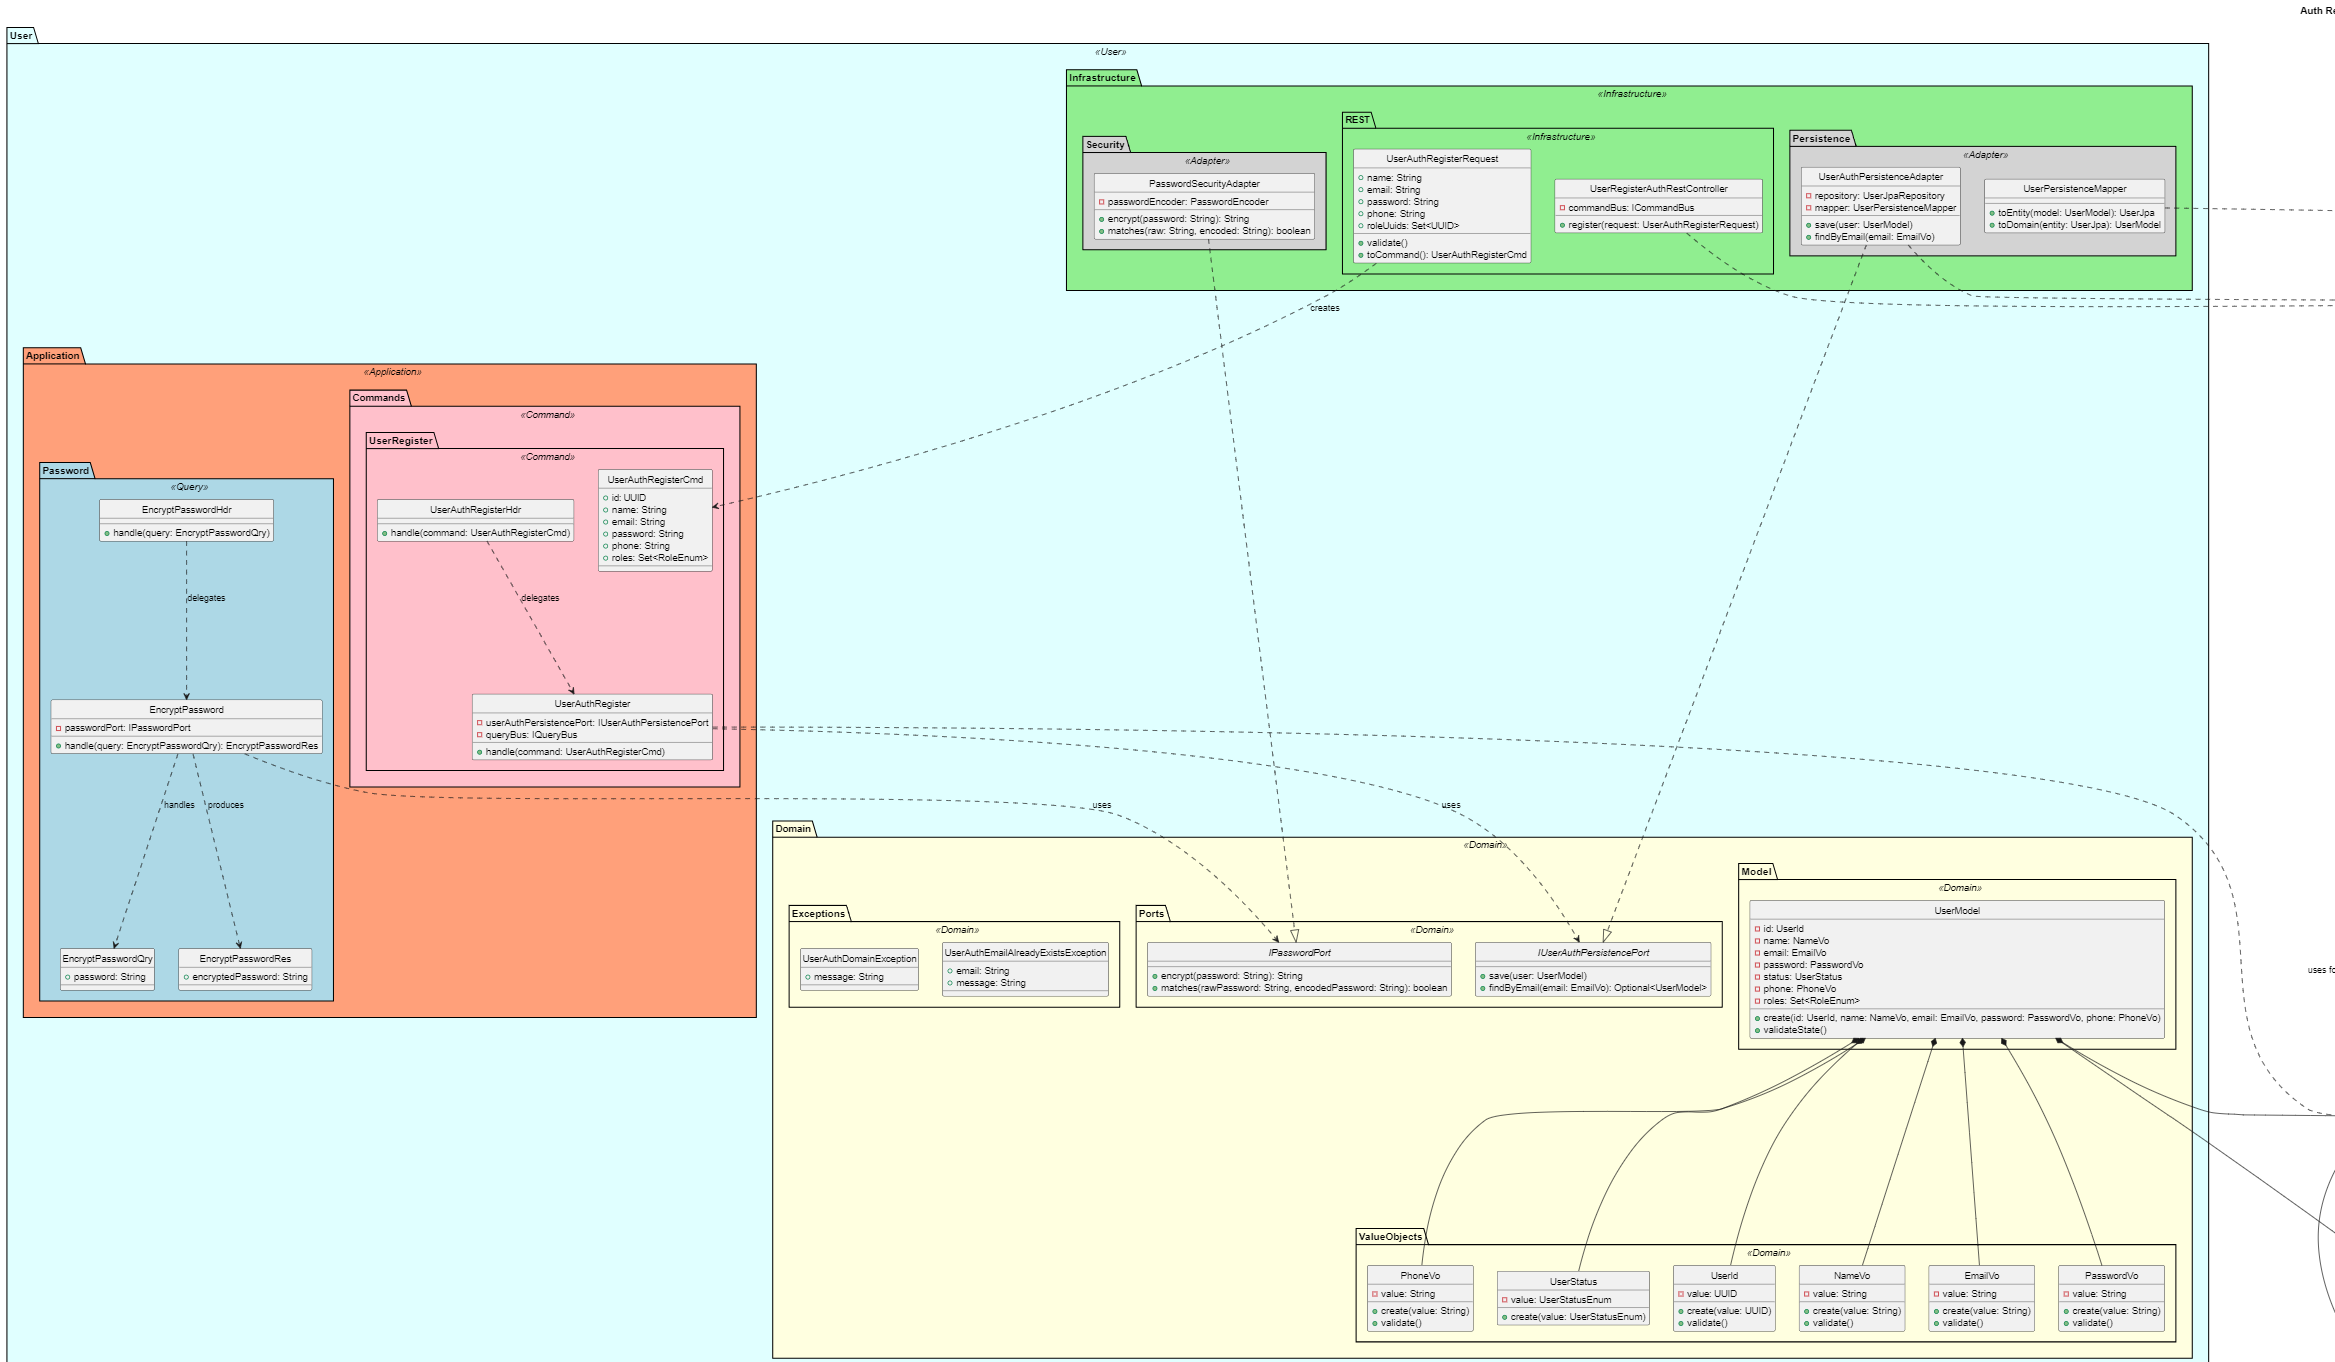 Auth Re
User
«User»
Infrastructure
«Infrastructure»
Security
«Adapter»
PasswordSecurityAdapter
passwordEncoder: PasswordEncoder
encrypt(password: String): String
matches(raw: String, encoded: String): boolean
REST
«Infrastructure»
UserAuthRegisterRequest
name: String
email: String
password: String
phone: String
roleUuids: Set<UUID>
validate()
toCommand(): UserAuthRegisterCmd
UserRegisterAuthRestController
commandBus: ICommandBus
register(request: UserAuthRegisterRequest)
Persistence
«Adapter»
UserAuthPersistenceAdapter
repository: UserJpaRepository
mapper: UserPersistenceMapper
save(user: UserModel)
findByEmail(email: EmailVo)
UserPersistenceMapper
toEntity(model: UserModel): UserJpa
toDomain(entity: UserJpa): UserModel
creates
Application
«Application»
Commands
«Command»
UserRegister
«Command»
UserAuthRegisterHdr
handle(command: UserAuthRegisterCmd)
UserAuthRegisterCmd
id: UUID
name: String
email: String
password: String
phone: String
roles: Set<RoleEnum>
delegates
UserAuthRegister
userAuthPersistencePort: IUserAuthPersistencePort
queryBus: IQueryBus
handle(command: UserAuthRegisterCmd)
Password
«Query»
EncryptPasswordHdr
handle(query: EncryptPasswordQry)
delegates
EncryptPassword
passwordPort: IPasswordPort
handle(query: EncryptPasswordQry): EncryptPasswordRes
handles
produces
EncryptPasswordQry
password: String
EncryptPasswordRes
encryptedPassword: String
uses
uses
Domain
«Domain»
Exceptions
«Domain»
UserAuthDomainException
message: String
UserAuthEmailAlreadyExistsException
email: String
message: String
Ports
«Domain»
IPasswordPort
encrypt(password: String): String
matches(rawPassword: String, encodedPassword: String): boolean
IUserAuthPersistencePort
save(user: UserModel)
findByEmail(email: EmailVo): Optional<UserModel>
Model
«Domain»
UserModel
id: UserId
name: NameVo
email: EmailVo
password: PasswordVo
status: UserStatus
phone: PhoneVo
roles: Set<RoleEnum>
create(id: UserId, name: NameVo, email: EmailVo, password: PasswordVo, phone: PhoneVo)
validateState()
uses fo
ValueObjects
«Domain»
PhoneVo
value: String
create(value: String)
validate()
UserStatus
value: UserStatusEnum
create(value: UserStatusEnum)
UserId
value: UUID
create(value: UUID)
validate()
NameVo
value: String
create(value: String)
validate()
EmailVo
value: String
create(value: String)
validate()
PasswordVo
value: String
create(value: String)
validate()